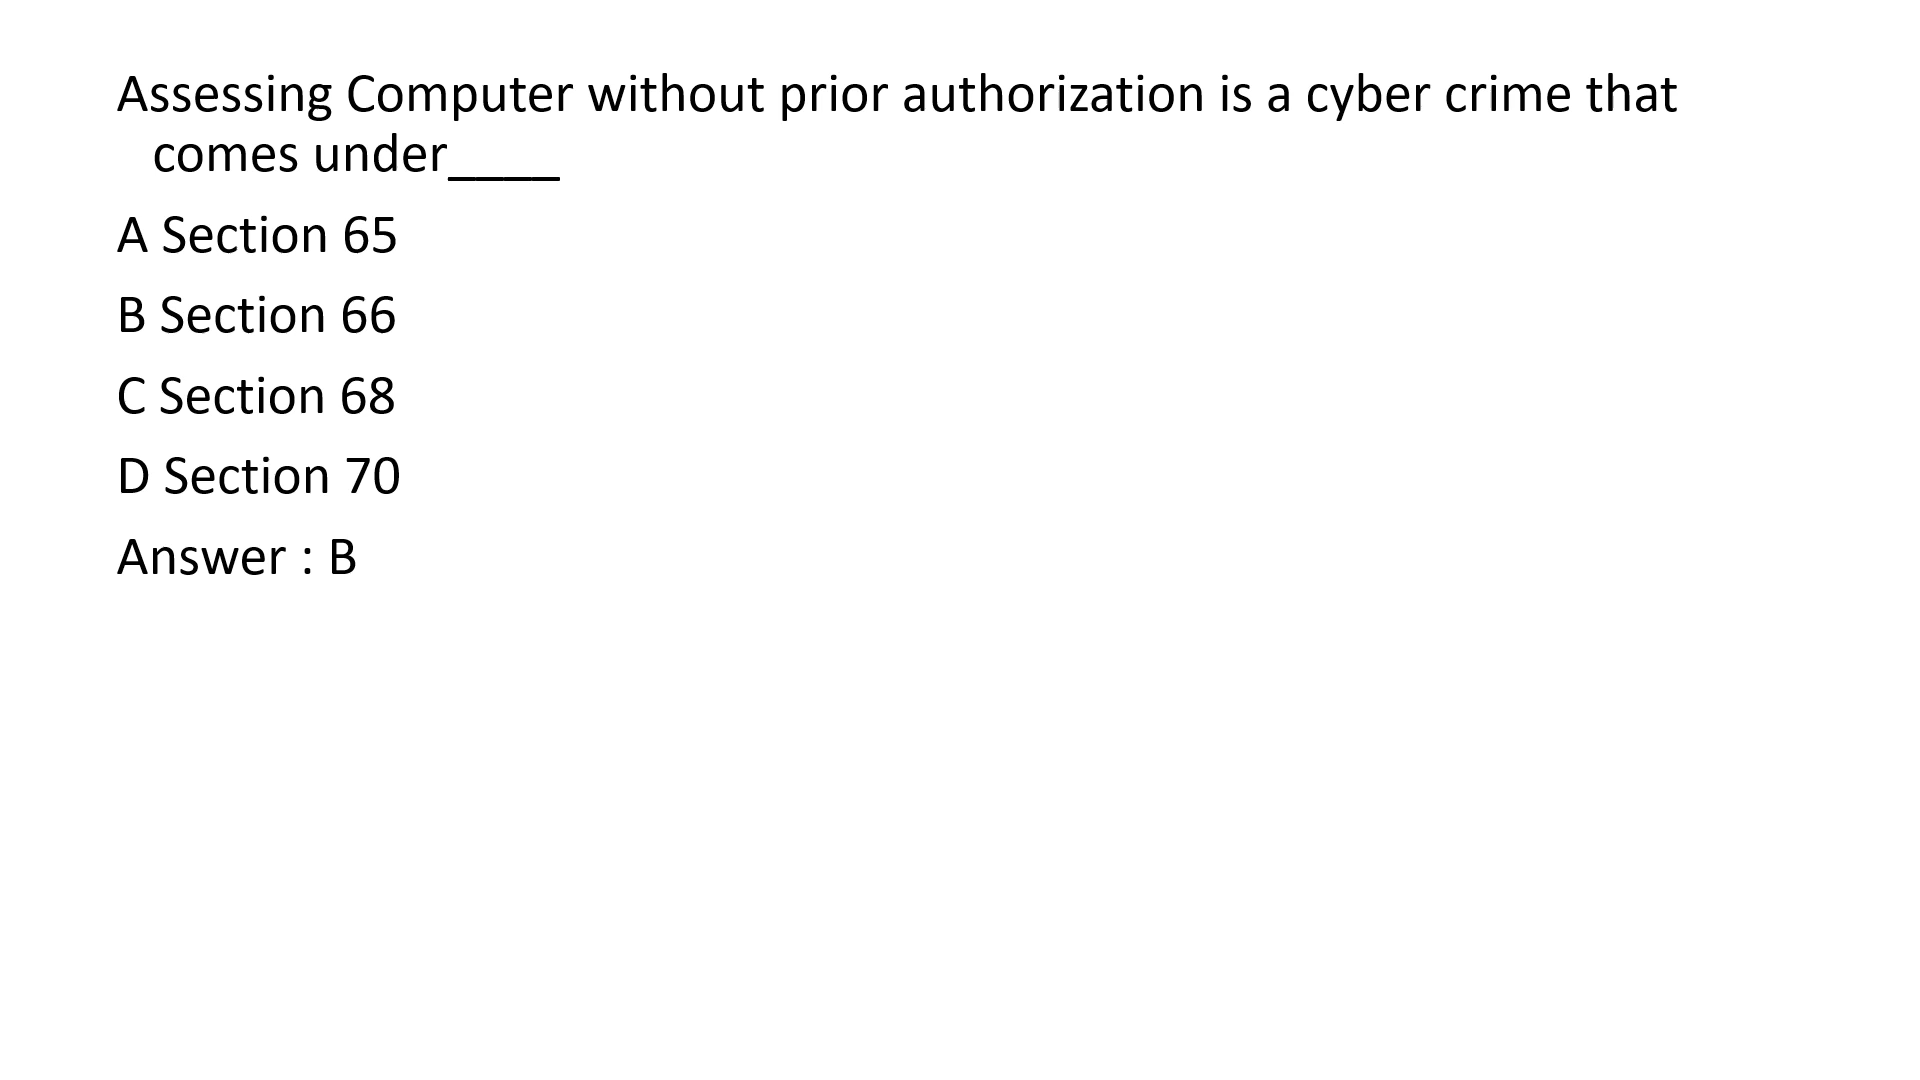 Assessing Computer without prior authorization is a cyber crime that
comes under____
A Section 65
B Section 66
C Section 68
D Section 70
Answer : B